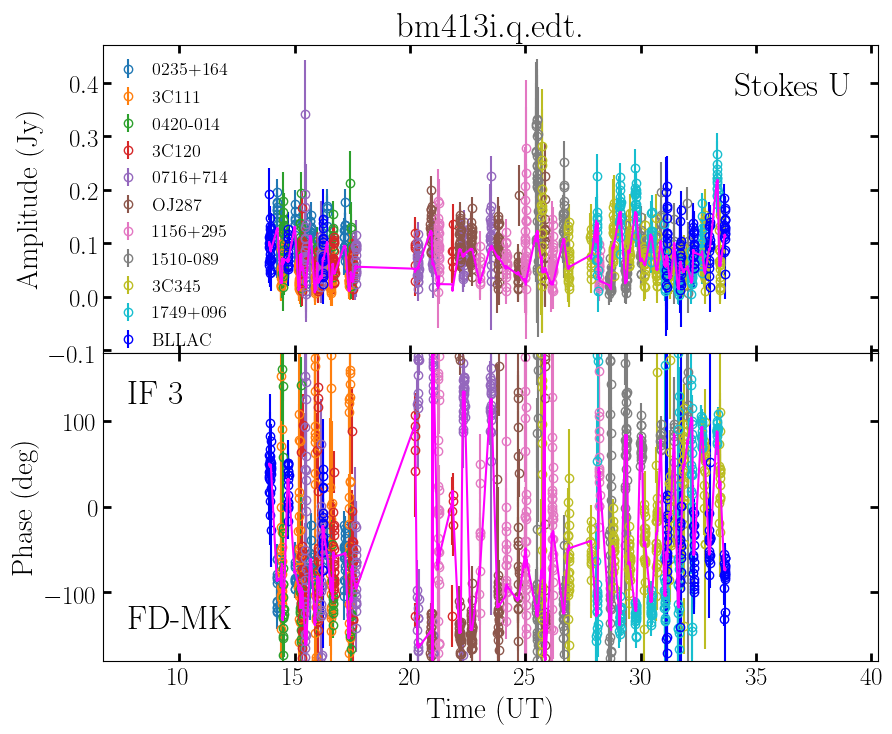 bm413i.q.edt.
Stokes U
Amplitude (Jy)
0.4
0.3
0.2
0.1
0.0
−0.1
0235+164
3C111
0420-014
3C120
0716+714
OJ287
1156+295
1510-089
3C345
1749+096
BLLAC
IF 3
FD-MK
Phase (deg)
100
0
−100
10
15
20
25
30
35
40
Time (UT)